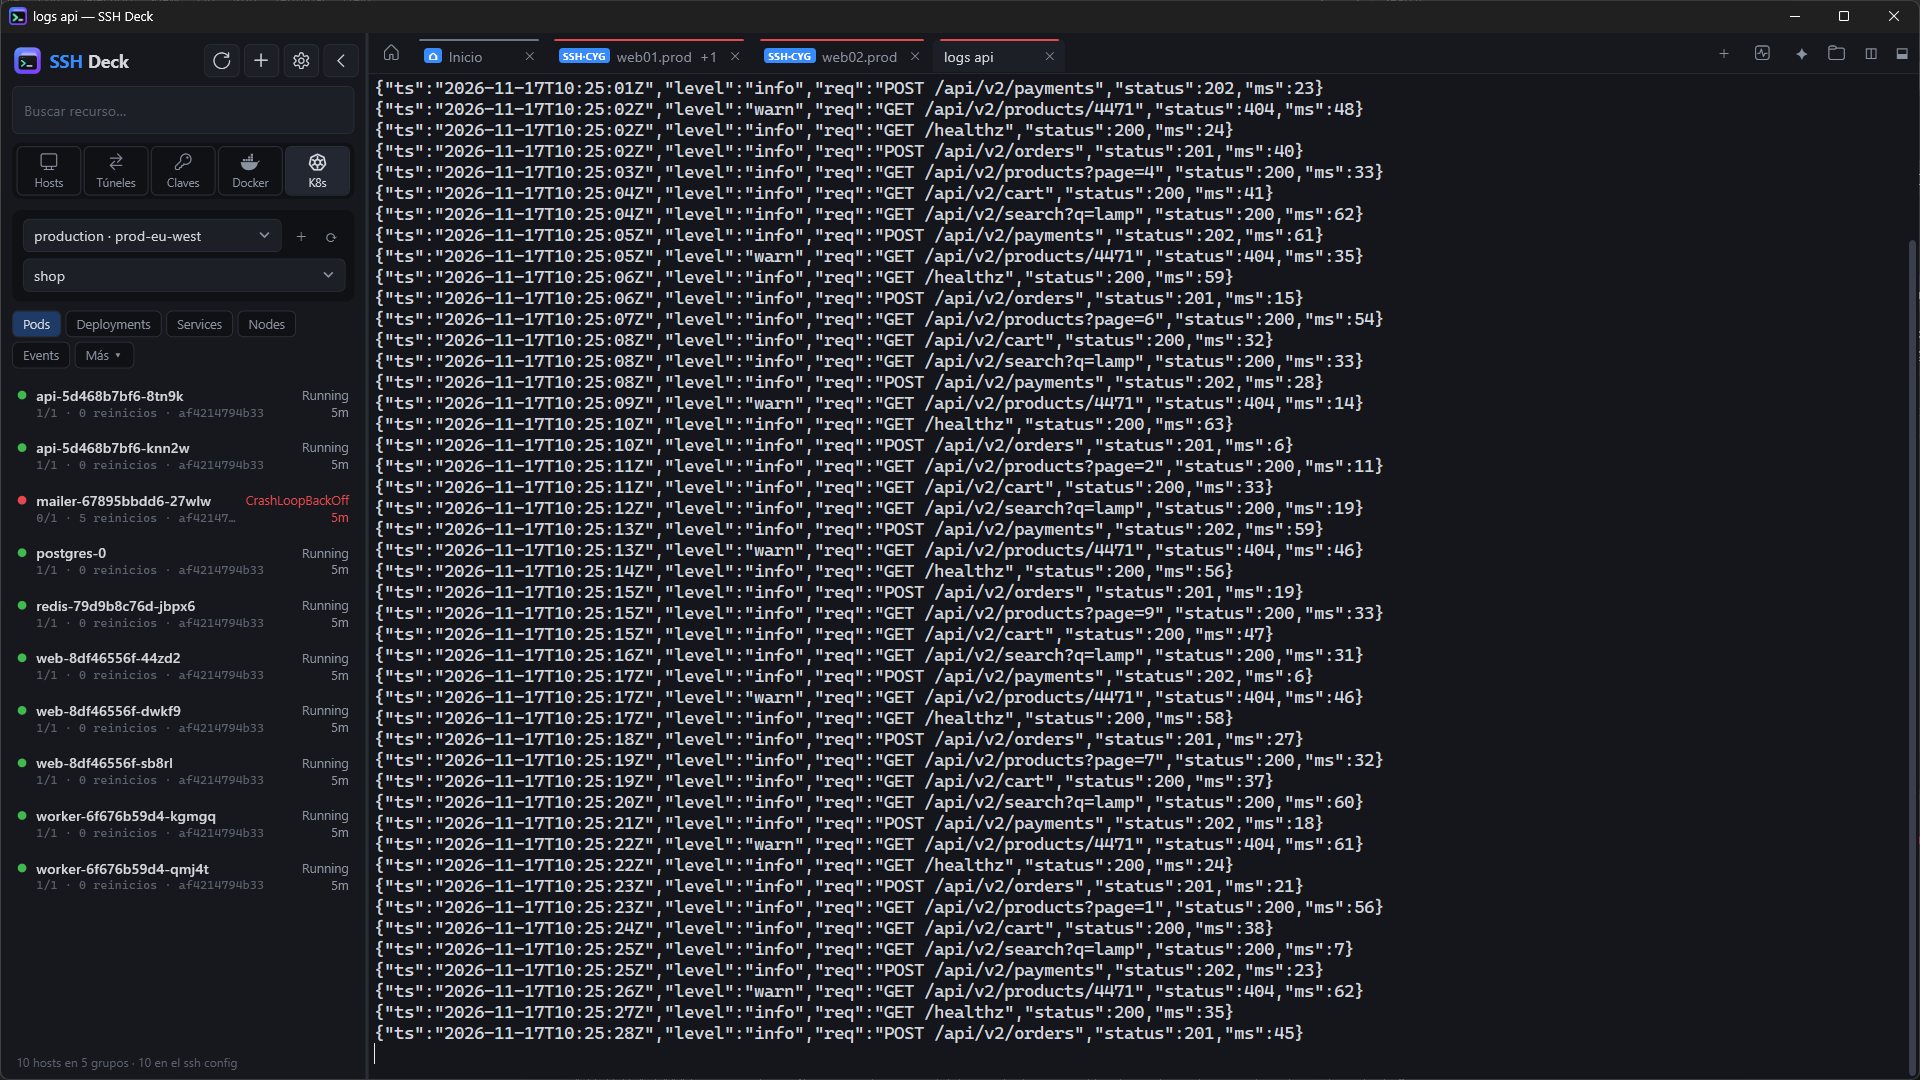 logs api — SSH Deck
SSH Deck
Buscar recurso...
Hosts
Túneles
Claves
Docker
K8s
production · prod-eu-west
shop
Pods
Deployments
Services
Nodes
Events
Más
api-5d468b7bf6-8tn9k Running
1/1 · 0 reinicios · af4214794b33 5m
api-5d468b7bf6-knn2w Running
1/1 · 0 reinicios · af4214794b33 5m
mailer-67895bbdd6-27wlw CrashLoopBackOff
0/1 · 5 reinicios · af42147… 5m
postgres-0 Running
1/1 · 0 reinicios · af4214794b33 5m
redis-79d9b8c76d-jbpx6 Running
1/1 · 0 reinicios · af4214794b33 5m
web-8df46556f-44zd2 Running
1/1 · 0 reinicios · af4214794b33 5m
web-8df46556f-dwkf9 Running
1/1 · 0 reinicios · af4214794b33 5m
web-8df46556f-sb8rl Running
1/1 · 0 reinicios · af4214794b33 5m
worker-6f676b59d4-kgmgq Running
1/1 · 0 reinicios · af4214794b33 5m
worker-6f676b59d4-qmj4t Running
1/1 · 0 reinicios · af4214794b33 5m
10 hosts en 5 grupos · 10 en el ssh config
Inicio
SSH-CYG web01.prod +1
SSH-CYG web02.prod
logs api
{"ts":"2026-11-17T10:25:01Z","level":"info","req":"POST /api/v2/payments","status":202,"ms":23}
{"ts":"2026-11-17T10:25:02Z","level":"warn","req":"GET /api/v2/products/4471","status":404,"ms":48}
{"ts":"2026-11-17T10:25:02Z","level":"info","req":"GET /healthz","status":200,"ms":24}
{"ts":"2026-11-17T10:25:02Z","level":"info","req":"POST /api/v2/orders","status":201,"ms":40}
{"ts":"2026-11-17T10:25:03Z","level":"info","req":"GET /api/v2/products?page=4","status":200,"ms":33}
{"ts":"2026-11-17T10:25:04Z","level":"info","req":"GET /api/v2/cart","status":200,"ms":41}
{"ts":"2026-11-17T10:25:04Z","level":"info","req":"GET /api/v2/search?q=lamp","status":200,"ms":62}
{"ts":"2026-11-17T10:25:05Z","level":"info","req":"POST /api/v2/payments","status":202,"ms":61}
{"ts":"2026-11-17T10:25:05Z","level":"warn","req":"GET /api/v2/products/4471","status":404,"ms":35}
{"ts":"2026-11-17T10:25:06Z","level":"info","req":"GET /healthz","status":200,"ms":59}
{"ts":"2026-11-17T10:25:06Z","level":"info","req":"POST /api/v2/orders","status":201,"ms":15}
{"ts":"2026-11-17T10:25:07Z","level":"info","req":"GET /api/v2/products?page=6","status":200,"ms":54}
{"ts":"2026-11-17T10:25:08Z","level":"info","req":"GET /api/v2/cart","status":200,"ms":32}
{"ts":"2026-11-17T10:25:08Z","level":"info","req":"GET /api/v2/search?q=lamp","status":200,"ms":33}
{"ts":"2026-11-17T10:25:08Z","level":"info","req":"POST /api/v2/payments","status":202,"ms":28}
{"ts":"2026-11-17T10:25:09Z","level":"warn","req":"GET /api/v2/products/4471","status":404,"ms":14}
{"ts":"2026-11-17T10:25:10Z","level":"info","req":"GET /healthz","status":200,"ms":63}
{"ts":"2026-11-17T10:25:10Z","level":"info","req":"POST /api/v2/orders","status":201,"ms":6}
{"ts":"2026-11-17T10:25:11Z","level":"info","req":"GET /api/v2/products?page=2","status":200,"ms":11}
{"ts":"2026-11-17T10:25:11Z","level":"info","req":"GET /api/v2/cart","status":200,"ms":33}
{"ts":"2026-11-17T10:25:12Z","level":"info","req":"GET /api/v2/search?q=lamp","status":200,"ms":19}
{"ts":"2026-11-17T10:25:13Z","level":"info","req":"POST /api/v2/payments","status":202,"ms":59}
{"ts":"2026-11-17T10:25:13Z","level":"warn","req":"GET /api/v2/products/4471","status":404,"ms":46}
{"ts":"2026-11-17T10:25:14Z","level":"info","req":"GET /healthz","status":200,"ms":56}
{"ts":"2026-11-17T10:25:15Z","level":"info","req":"POST /api/v2/orders","status":201,"ms":19}
{"ts":"2026-11-17T10:25:15Z","level":"info","req":"GET /api/v2/products?page=9","status":200,"ms":33}
{"ts":"2026-11-17T10:25:15Z","level":"info","req":"GET /api/v2/cart","status":200,"ms":47}
{"ts":"2026-11-17T10:25:16Z","level":"info","req":"GET /api/v2/search?q=lamp","status":200,"ms":31}
{"ts":"2026-11-17T10:25:17Z","level":"info","req":"POST /api/v2/payments","status":202,"ms":6}
{"ts":"2026-11-17T10:25:17Z","level":"warn","req":"GET /api/v2/products/4471","status":404,"ms":46}
{"ts":"2026-11-17T10:25:17Z","level":"info","req":"GET /healthz","status":200,"ms":58}
{"ts":"2026-11-17T10:25:18Z","level":"info","req":"POST /api/v2/orders","status":201,"ms":27}
{"ts":"2026-11-17T10:25:19Z","level":"info","req":"GET /api/v2/products?page=7","status":200,"ms":32}
{"ts":"2026-11-17T10:25:19Z","level":"info","req":"GET /api/v2/cart","status":200,"ms":37}
{"ts":"2026-11-17T10:25:20Z","level":"info","req":"GET /api/v2/search?q=lamp","status":200,"ms":60}
{"ts":"2026-11-17T10:25:21Z","level":"info","req":"POST /api/v2/payments","status":202,"ms":18}
{"ts":"2026-11-17T10:25:22Z","level":"warn","req":"GET /api/v2/products/4471","status":404,"ms":61}
{"ts":"2026-11-17T10:25:22Z","level":"info","req":"GET /healthz","status":200,"ms":24}
{"ts":"2026-11-17T10:25:23Z","level":"info","req":"POST /api/v2/orders","status":201,"ms":21}
{"ts":"2026-11-17T10:25:23Z","level":"info","req":"GET /api/v2/products?page=1","status":200,"ms":56}
{"ts":"2026-11-17T10:25:24Z","level":"info","req":"GET /api/v2/cart","status":200,"ms":38}
{"ts":"2026-11-17T10:25:25Z","level":"info","req":"GET /api/v2/search?q=lamp","status":200,"ms":7}
{"ts":"2026-11-17T10:25:25Z","level":"info","req":"POST /api/v2/payments","status":202,"ms":23}
{"ts":"2026-11-17T10:25:26Z","level":"warn","req":"GET /api/v2/products/4471","status":404,"ms":62}
{"ts":"2026-11-17T10:25:27Z","level":"info","req":"GET /healthz","status":200,"ms":35}
{"ts":"2026-11-17T10:25:28Z","level":"info","req":"POST /api/v2/orders","status":201,"ms":45}